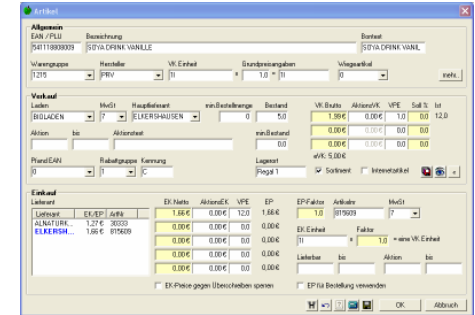 Artikel
Allgemein
EAN / PLU Bezeichnung Bontext
541118808009 SOYA DRINK VANILLE SOYA DRINK VANIL
Warengruppe Hersteller VK Einheit Grundpreisangaben Wiegeartikel
1215 PRV 1l * 1,0 = 1l 0 mehr...
Verkauf
Laden MwSt Hauptlieferant min.Bestellmenge Bestand VK Brutto AktionsVK VPE Soll % Ist
BIOLADEN 7 ELKERSHAUSEN 0 5,0 1,99 € 0,00 € 1,0 0,0 12,0
0,00 € 0,00 € 0,0 0,0
Aktion bis Aktionstext min.Bestand
0,0 0,00 € 0,00 € 0,0 0,0
eVK: 5,00 €
Pfand EAN Rabattgruppe Kennung Lagerort
0 1 C Regal 1 Sortiment Internetartikel
Einkauf
Lieferant EK Netto AktionsEK VPE EP EP-Faktor Artikelnr MwSt
Lieferant EK/EP ArtNr 1,66 € 0,00 € 12,0 1,66 € 1,0 815609 7
ALNATURK... 1,27 € 30333
ELKERSH... 1,66 € 815609
0,00 € 0,00 € 0,0 0,00 € EK.Einheit Faktor
0,00 € 0,00 € 0,0 0,00 € 1l x 1,0 = eine VK.Einheit
0,00 € 0,00 € 0,0 0,00 € Lieferbar bis Aktion bis
0,00 € 0,00 € 0,0 0,00 €
EK-Preise gegen Überschreiben sperren EP für Bestellung verwenden
OK Abbruch